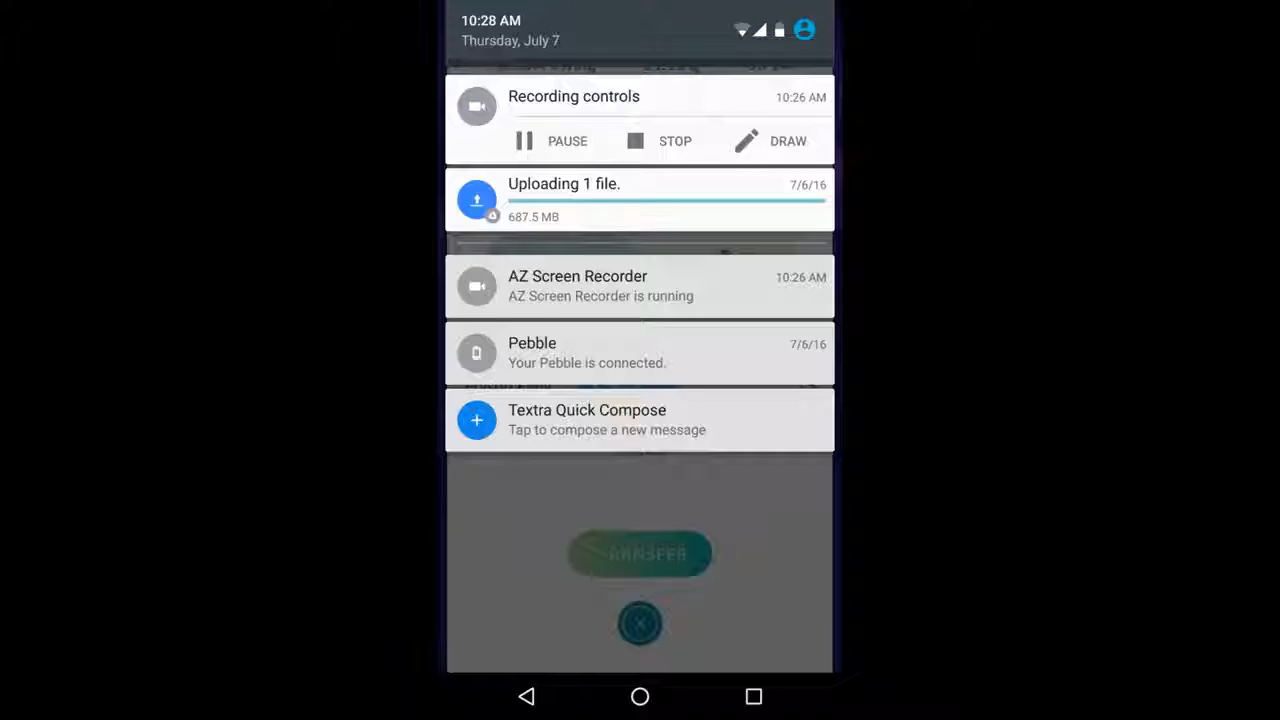 10:28 AM
Thursday, July 7
Recording controls 10:26 AM
PAUSE STOP DRAW
Uploading 1 file. 7/6/16
687.5 MB
AZ Screen Recorder 10:26 AM
AZ Screen Recorder is running
Pebble 7/6/16
Your Pebble is connected.
Textra Quick Compose
Tap to compose a new message
TRANSFER